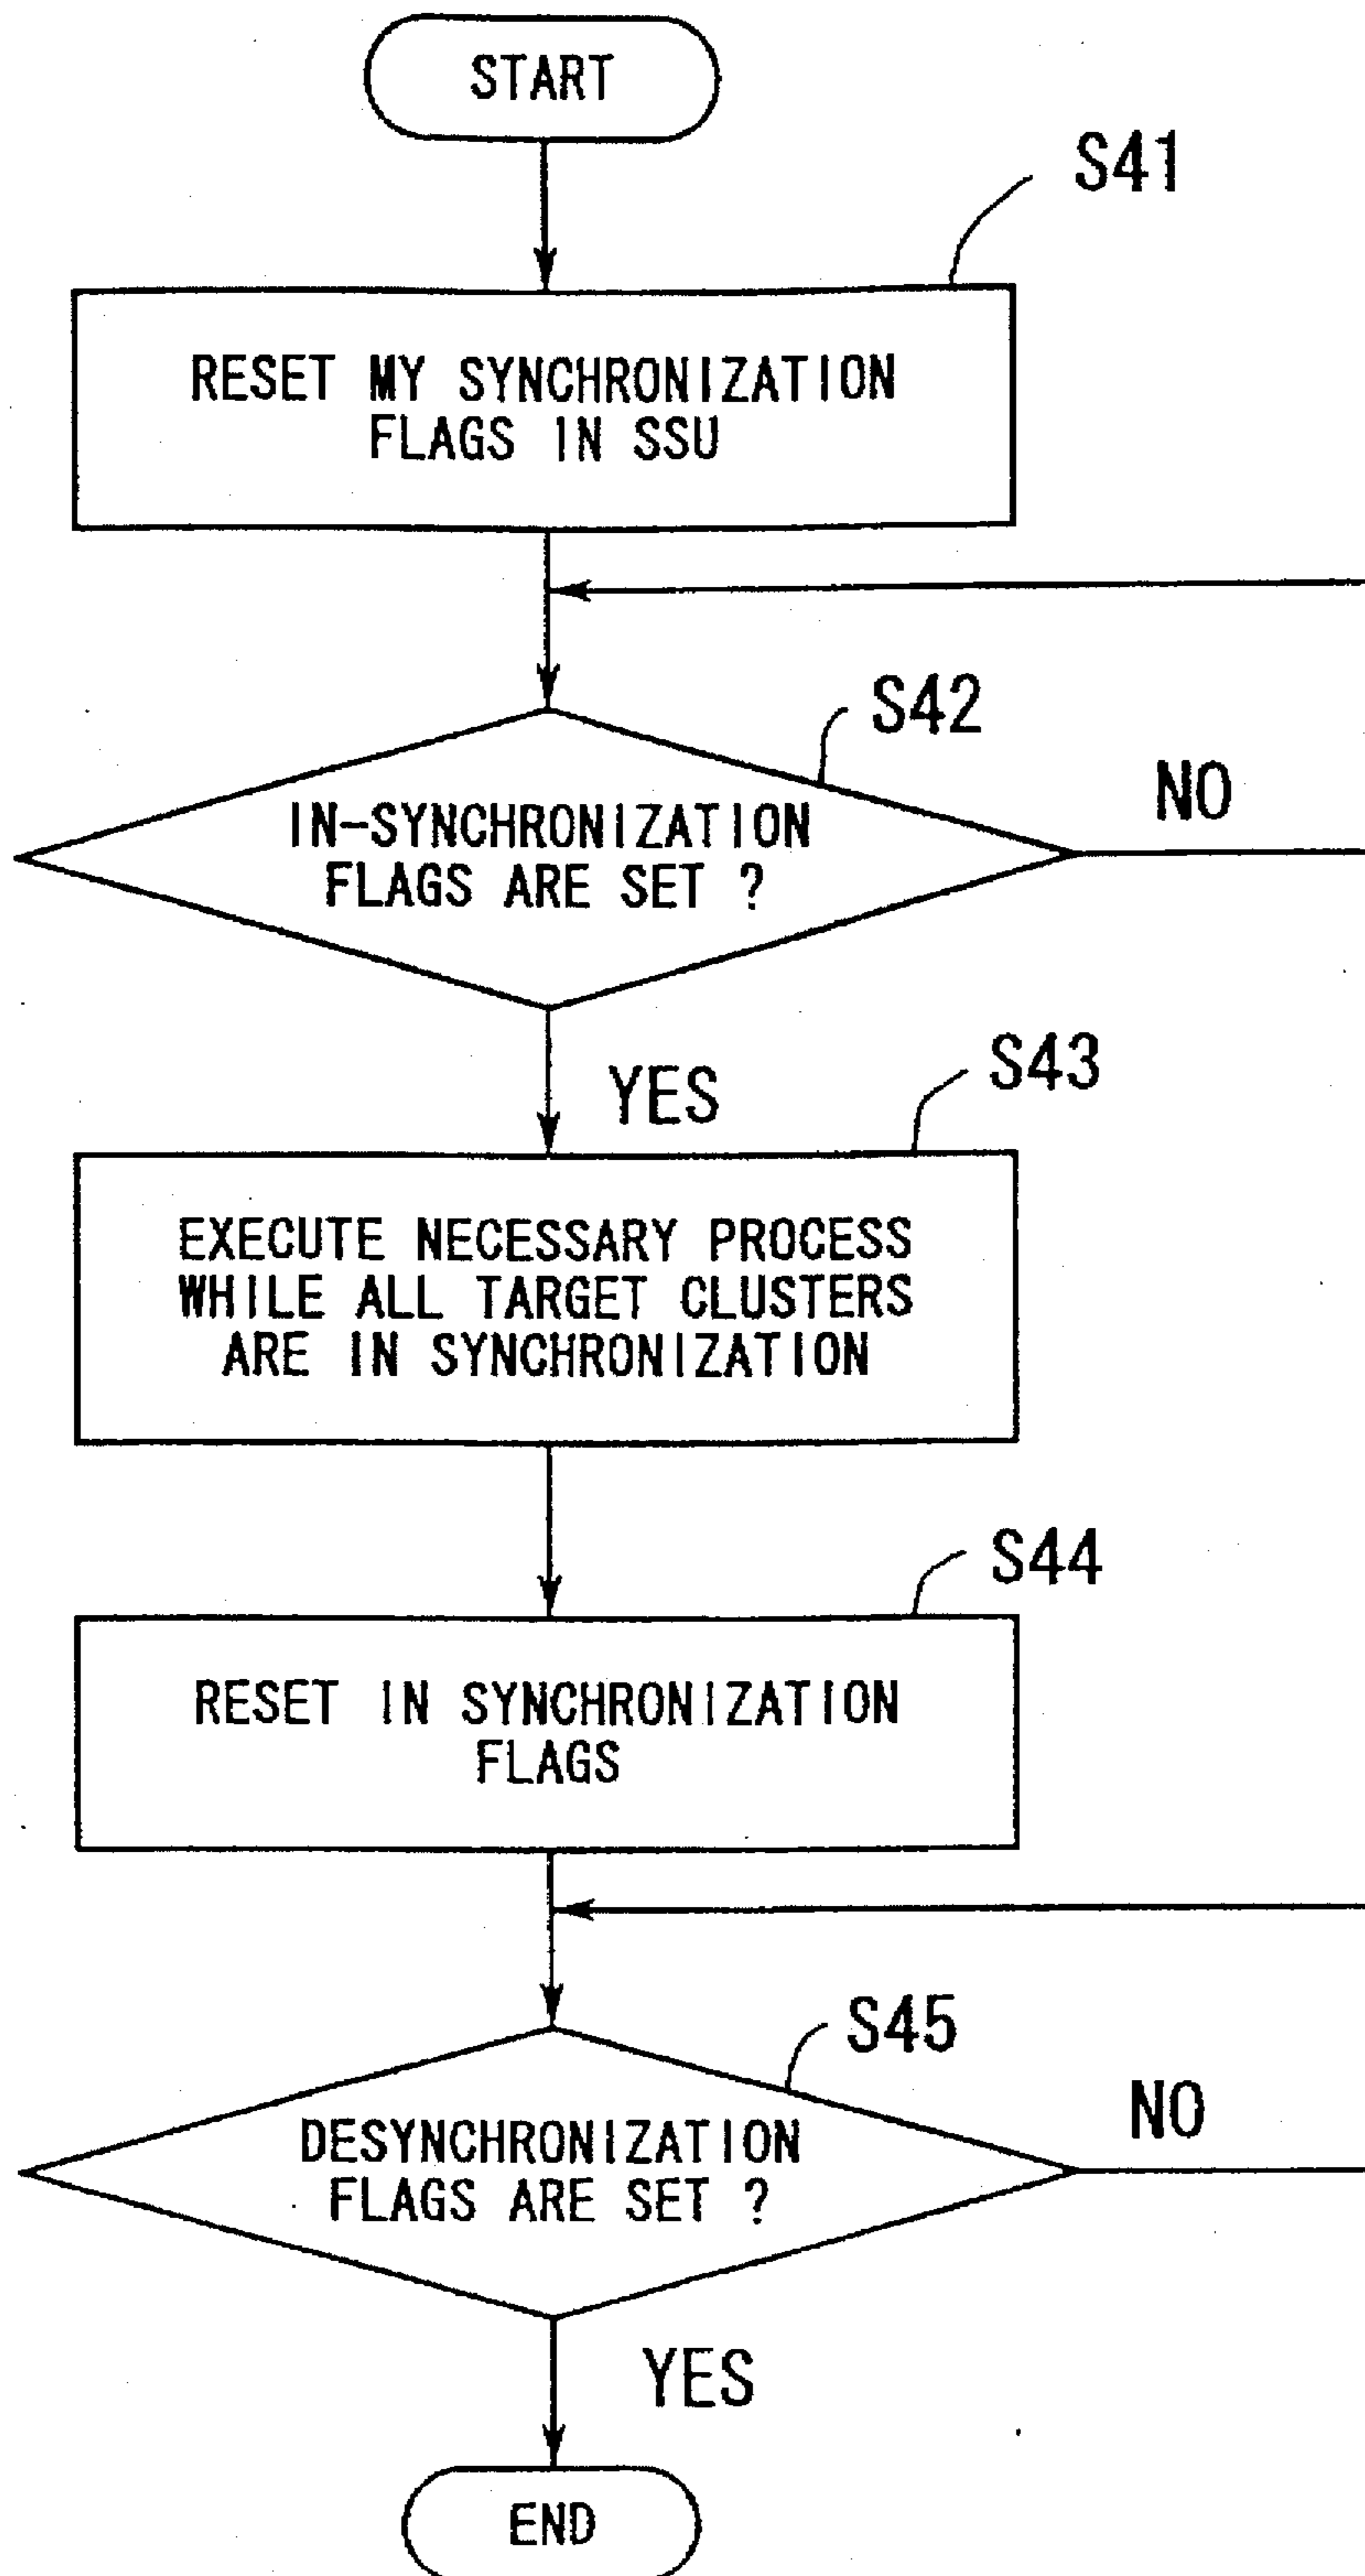 START
S41
RESET MY SYNCHRONIZATION
FLAGS IN SSU
S42
NO
IN-SYNCHRONIZATION
FLAGS ARE SET ?
YES
S43
EXECUTE NECESSARY PROCESS
WHILE ALL TARGET CLUSTERS
ARE IN SYNCHRONIZATION
S44
RESET IN SYNCHRONIZATION
FLAGS
S45
NO
DESYNCHRONIZATION
FLAGS ARE SET ?
YES
END